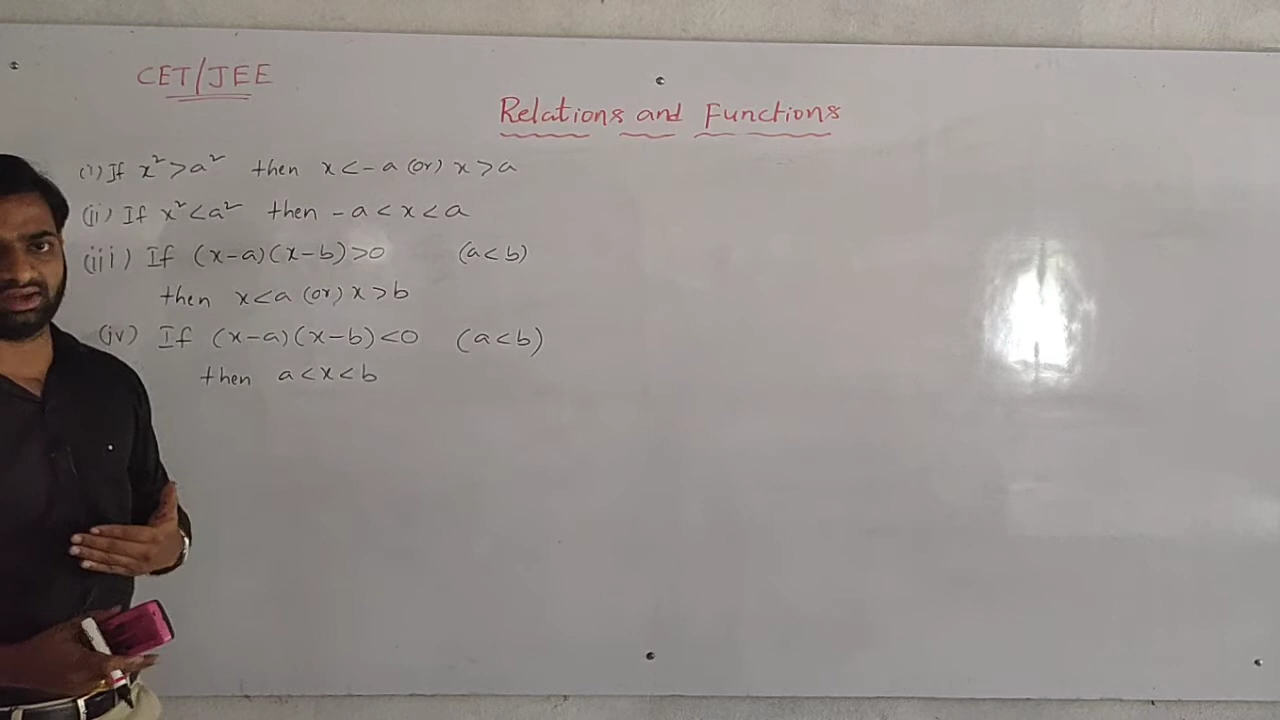 CET/JEE
Relations and Functions
(i) If x² > a² then x < -a (or) x > a
(ii) If x² < a² then -a < x < a
(iii) If (x-a)(x-b) > 0 (a < b)
then x < a (or) x > b
(iv) If (x-a)(x-b) < 0 (a < b)
then a < x < b